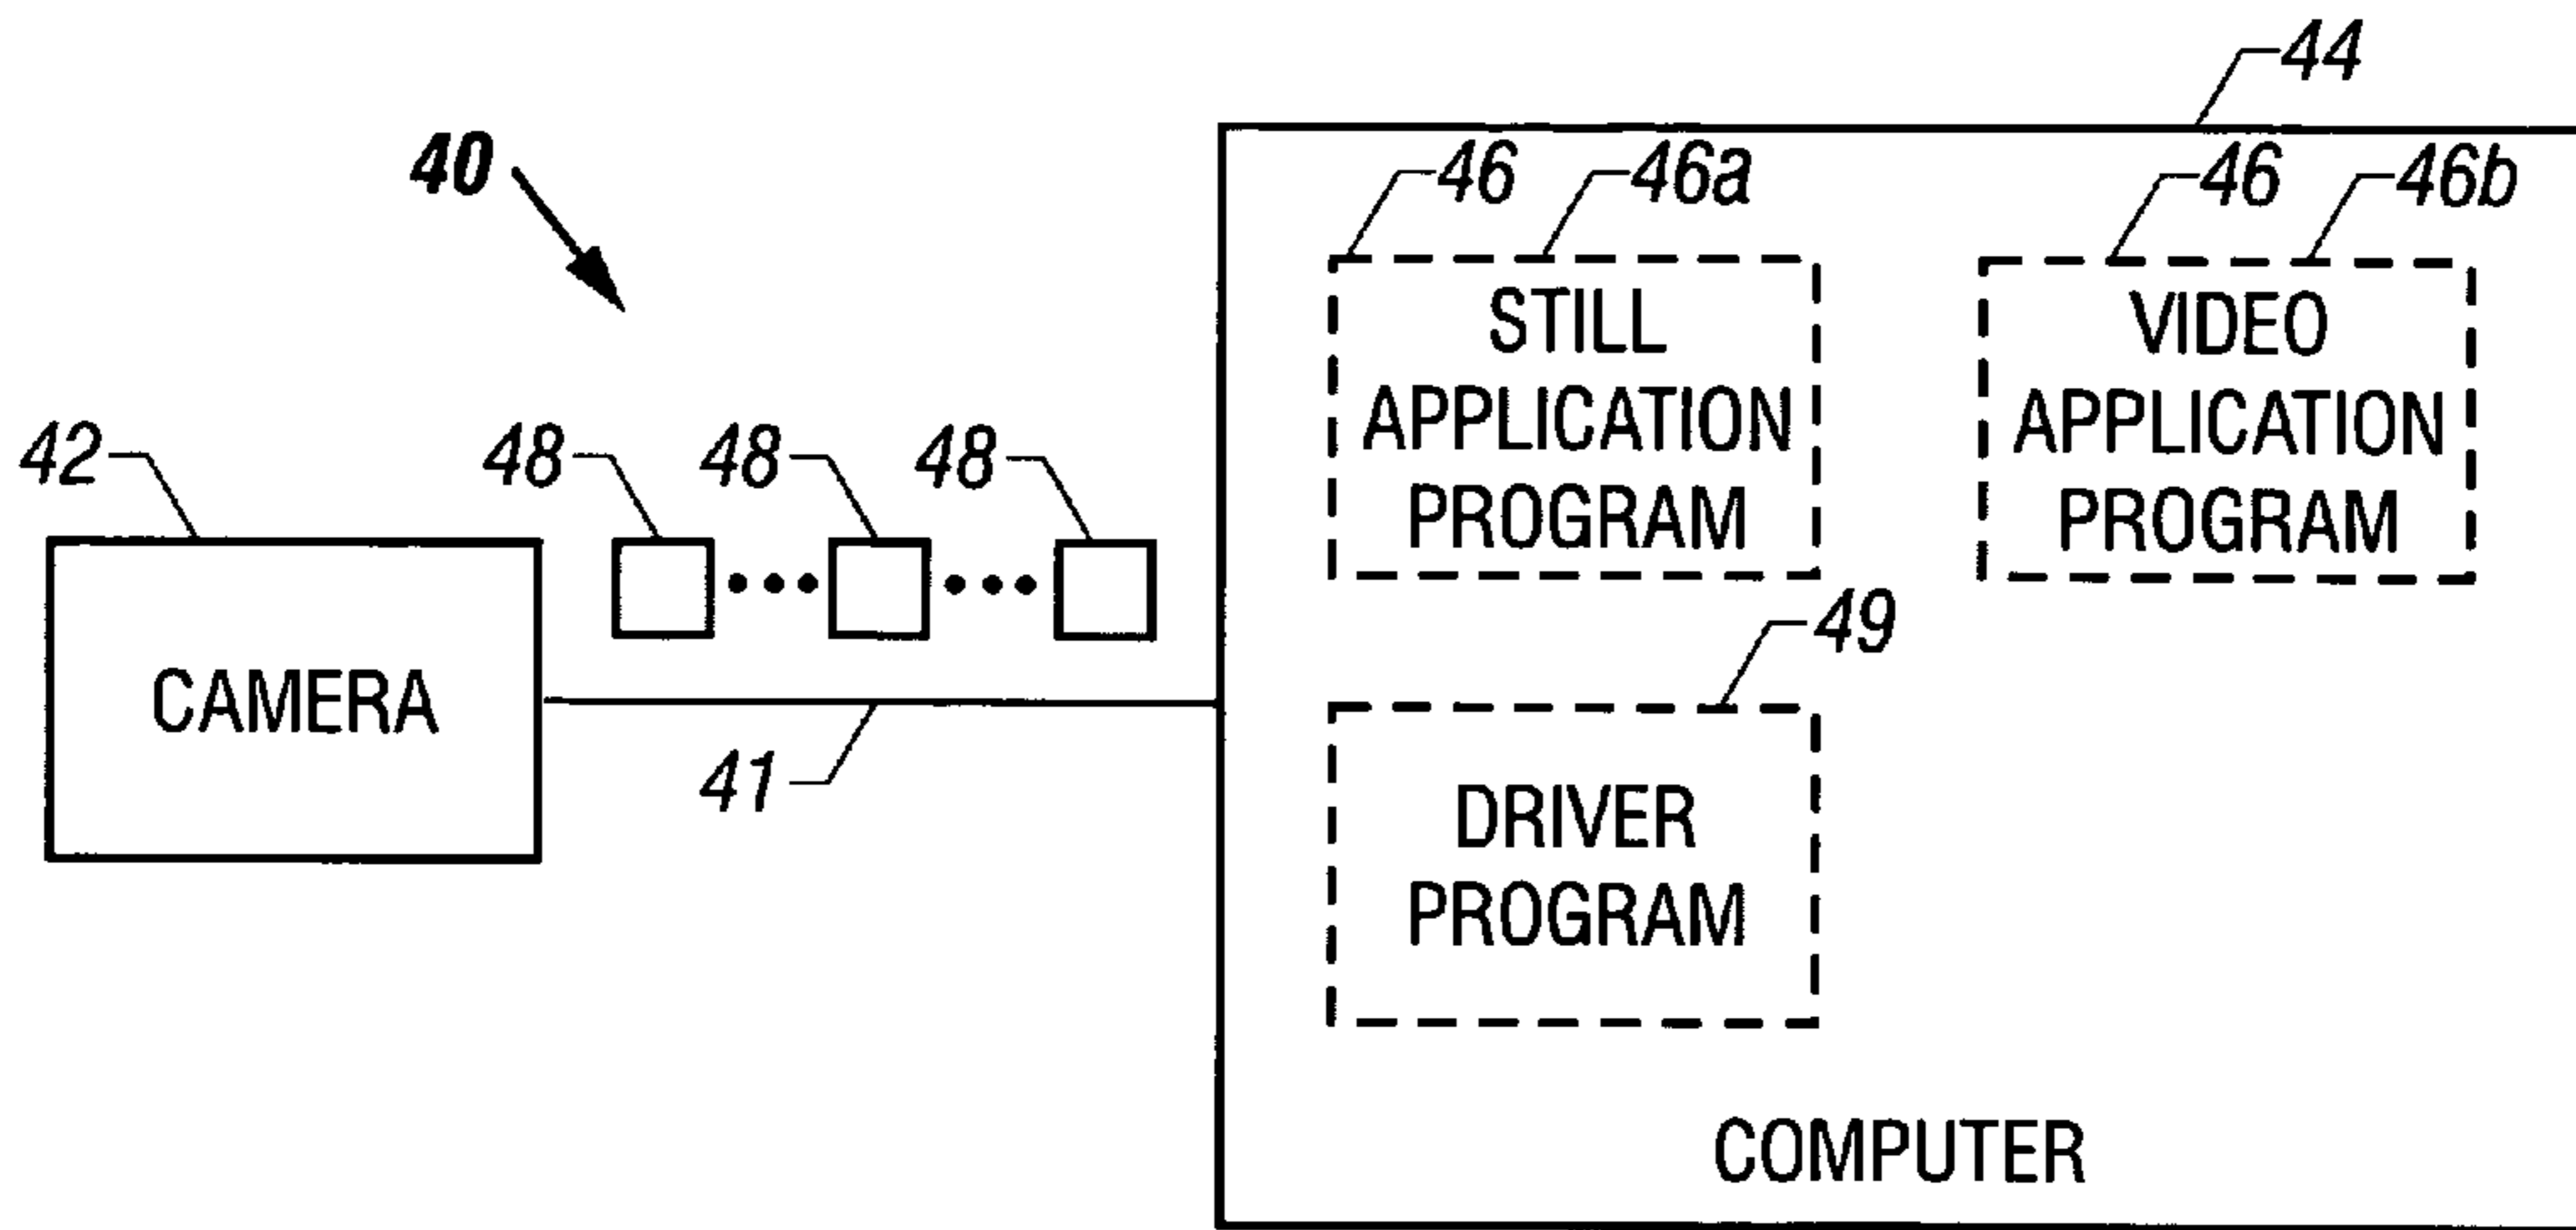 44
40
46 46a 46 46b
STILL
APPLICATION
PROGRAM
VIDEO
APPLICATION
PROGRAM
42 48 48 48
CAMERA
41
49
DRIVER
PROGRAM
COMPUTER